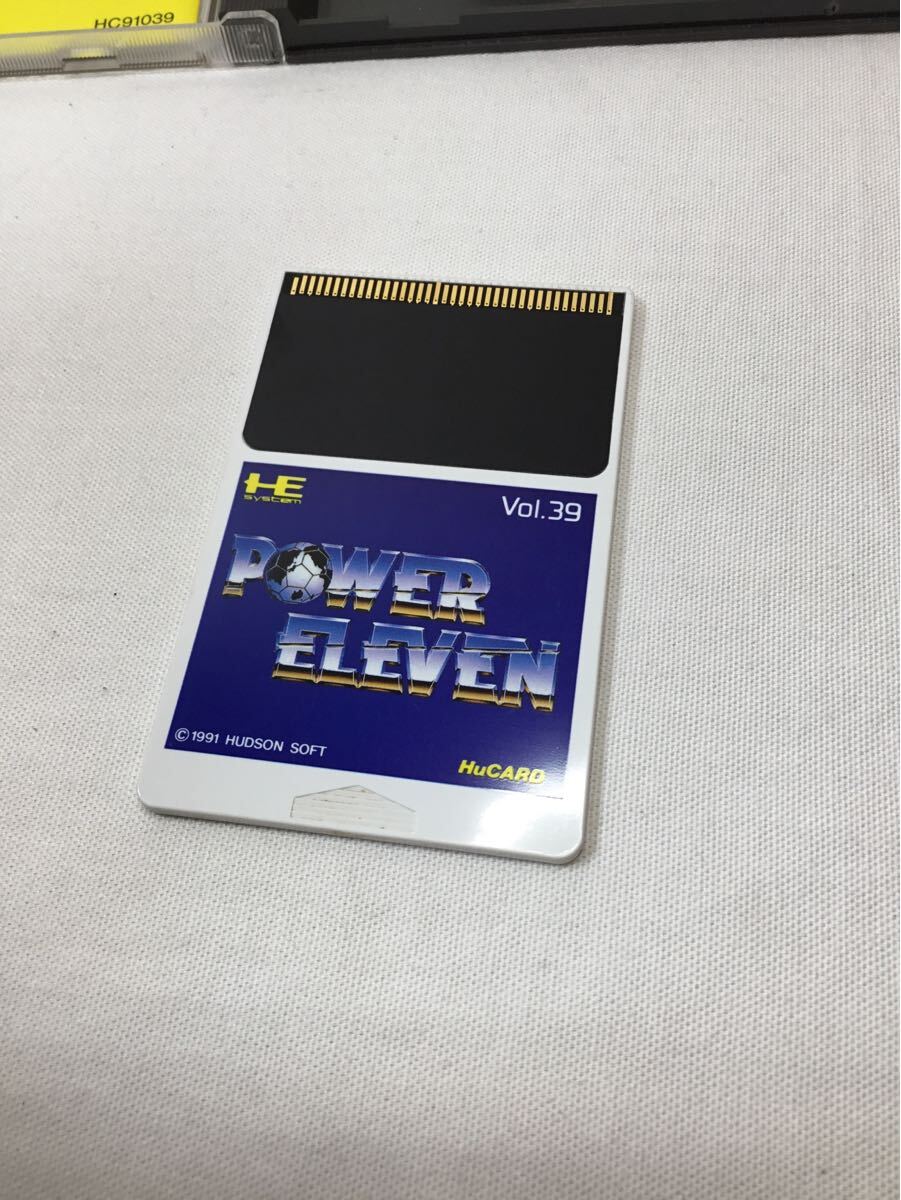 HC91039
HE
system
Vol.39
POWER
ELEVEN
©1991 HUDSON SOFT
HuCARD